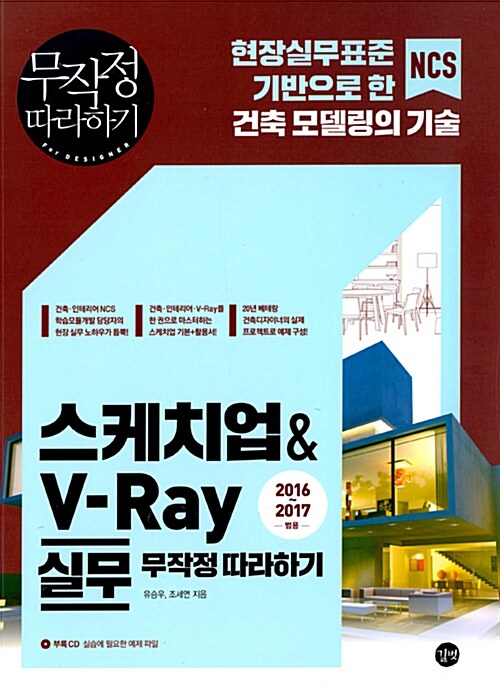 무작정
따라하기
For DESIGNER
현장실무표준
기반으로 한
건축 모델링의 기술
NCS
건축·인테리어 NCS
학습모듈개발 담당자의
현장 실무 노하우가 듬뿍!
건축·인테리어·V-Ray를
한 권으로 마스터하는
스케치업 기본+활용서!
20년 베테랑
건축디자이너의 실제
프로젝트로 예제 구성!
스케치업&
V-Ray
2016
~
2017
범용
실무 무작정 따라하기
유승우, 조세연 지음
부록CD 실습에 필요한 예제 파일
길벗